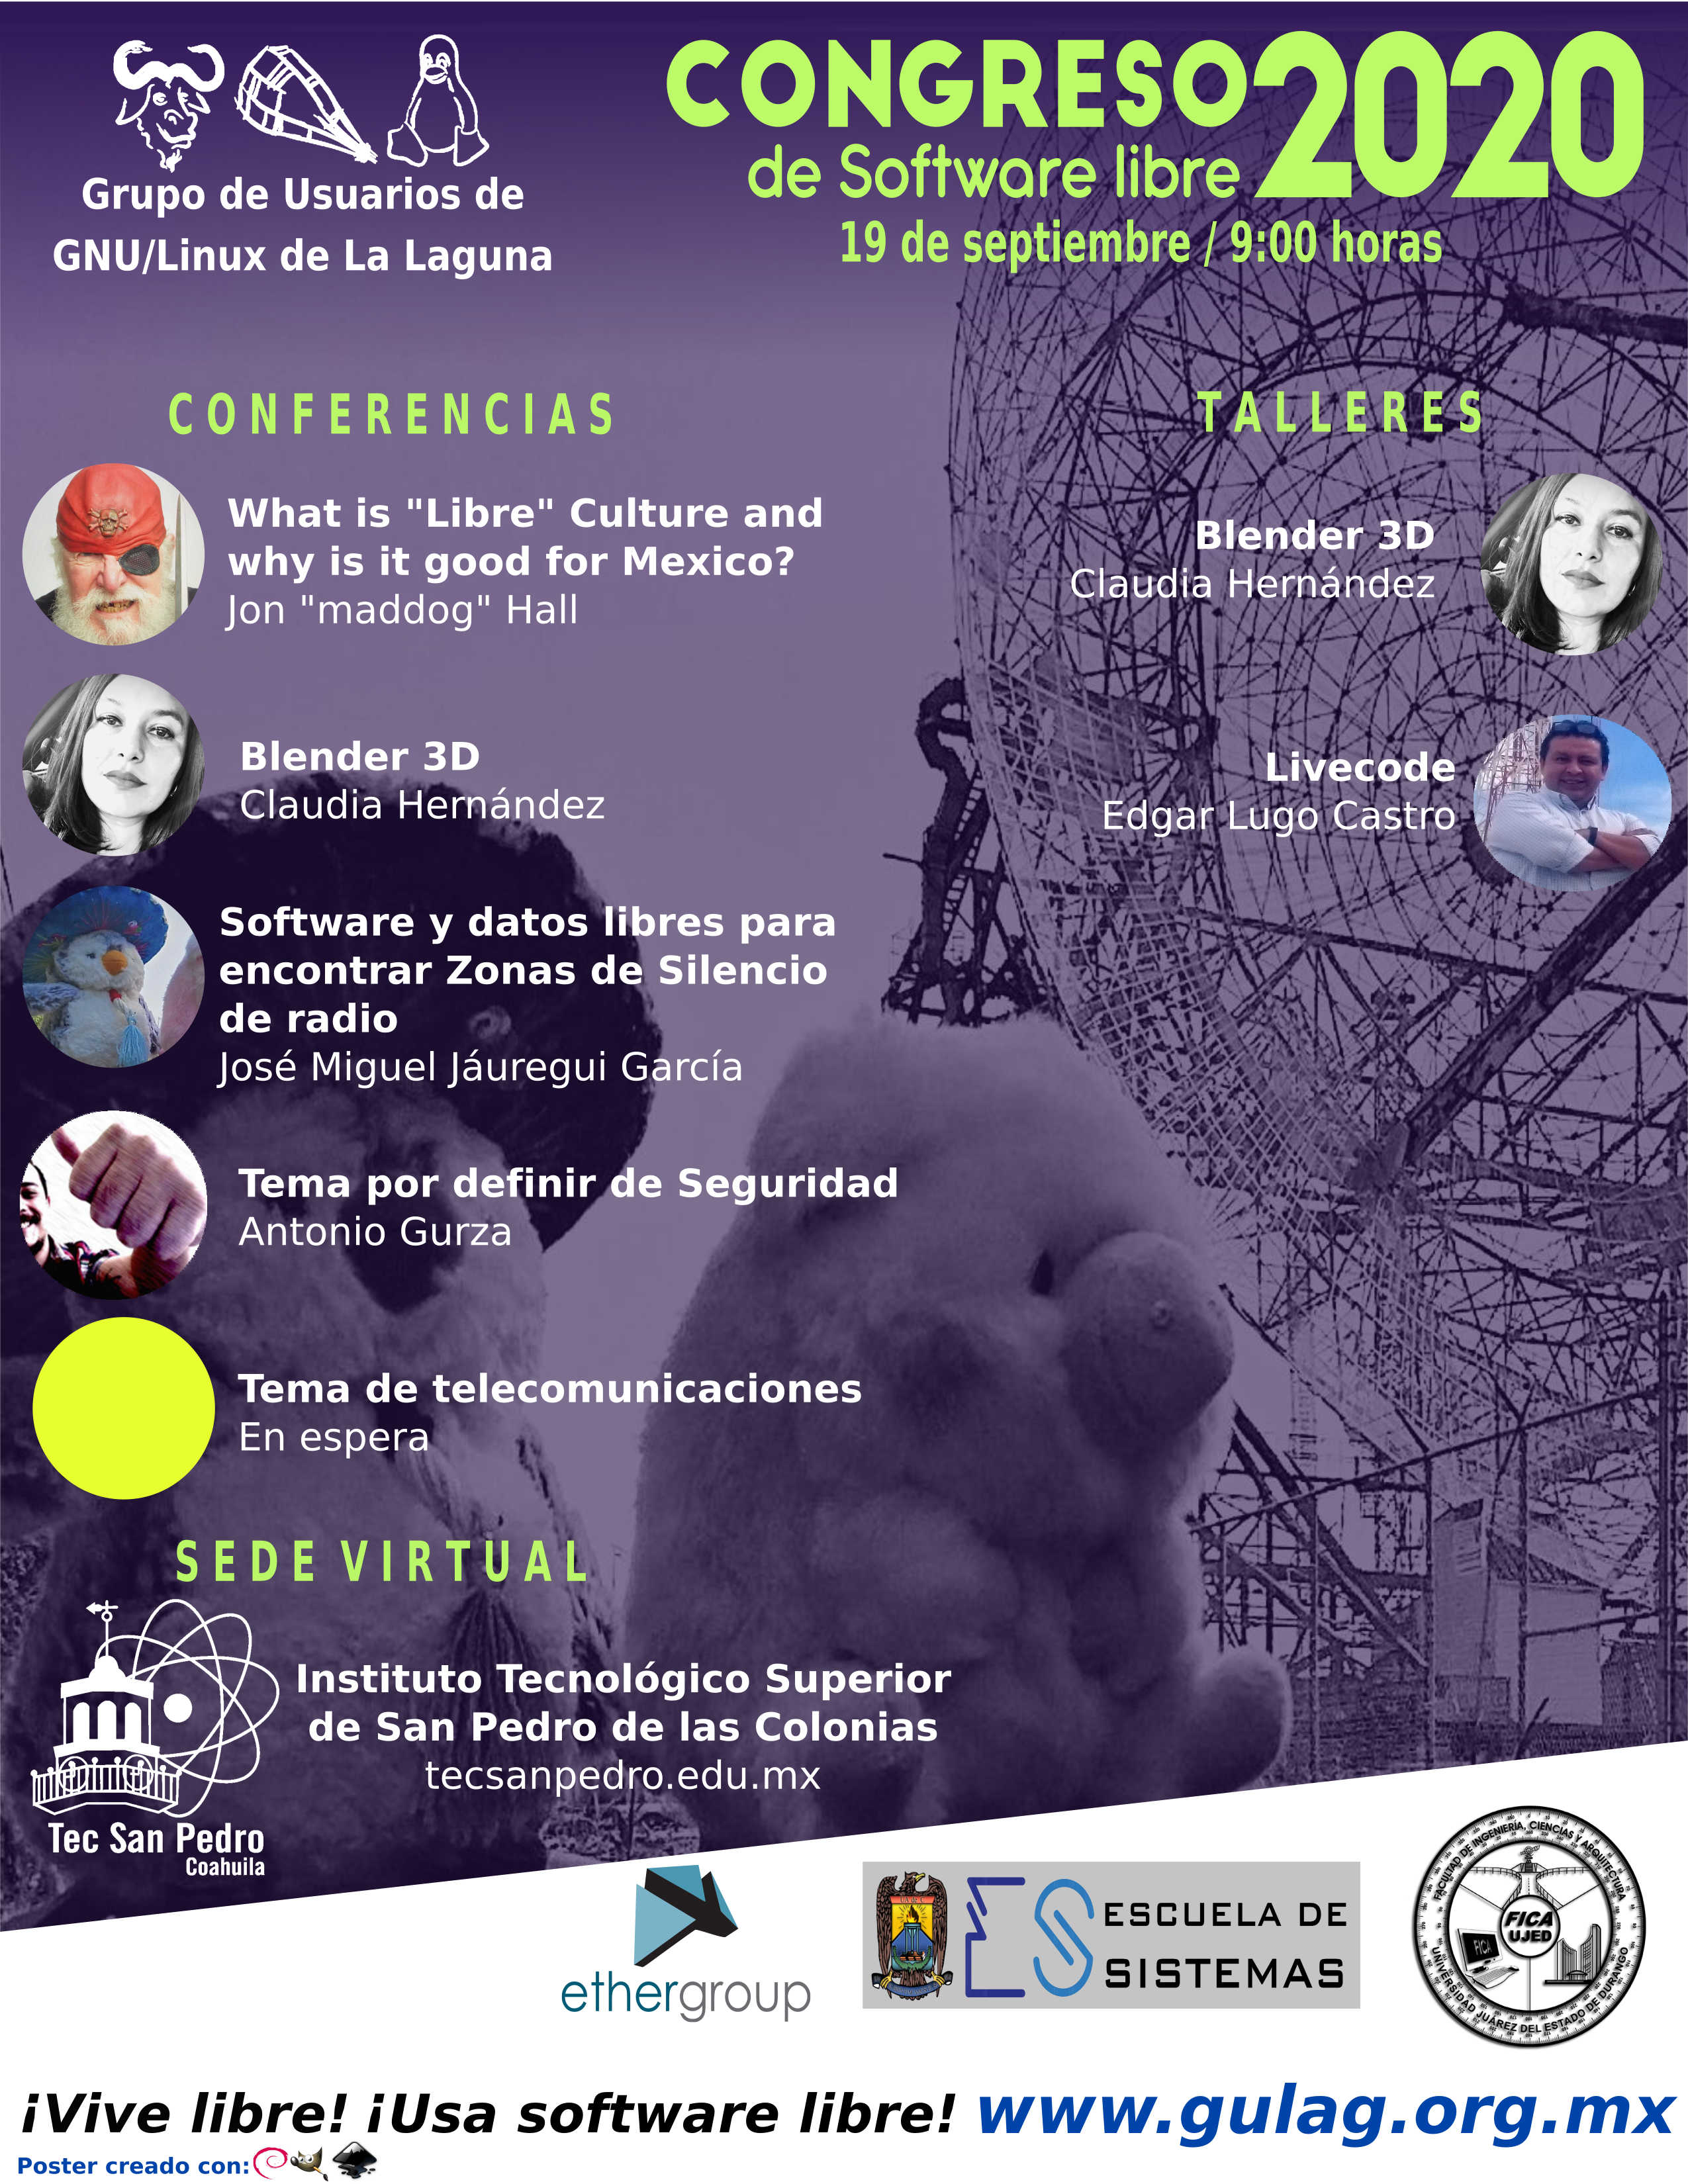 Grupo de Usuarios de
GNU/Linux de La Laguna
CONGRESO 2020
de Software libre
19 de septiembre / 9:00 horas
CONFERENCIAS
What is "Libre" Culture and
why is it good for Mexico?
Jon "maddog" Hall
Blender 3D
Claudia Hernández
Software y datos libres para
encontrar Zonas de Silencio
de radio
José Miguel Jáuregui García
Tema por definir de Seguridad
Antonio Gurza
Tema de telecomunicaciones
En espera
TALLERES
Blender 3D
Claudia Hernández
Livecode
Edgar Lugo Castro
SEDE VIRTUAL
Instituto Tecnológico Superior
de San Pedro de las Colonias
tecsanpedro.edu.mx
Tec San Pedro
Coahuila
ethergroup
ESCUELA DE
SISTEMAS
FACULTAD DE INGENIERÍA, CIENCIAS Y ARQUITECTURA
FICA
UJED
FICA
UNIVERSIDAD JUÁREZ DEL ESTADO DE DURANGO
¡Vive libre! ¡Usa software libre! www.gulag.org.mx
Poster creado con: